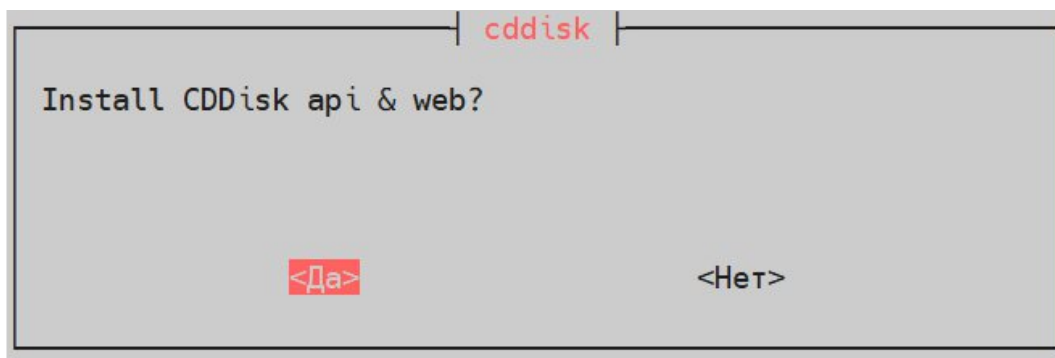 cddisk
Install CDDisk api & web?
<Да> <Нет>